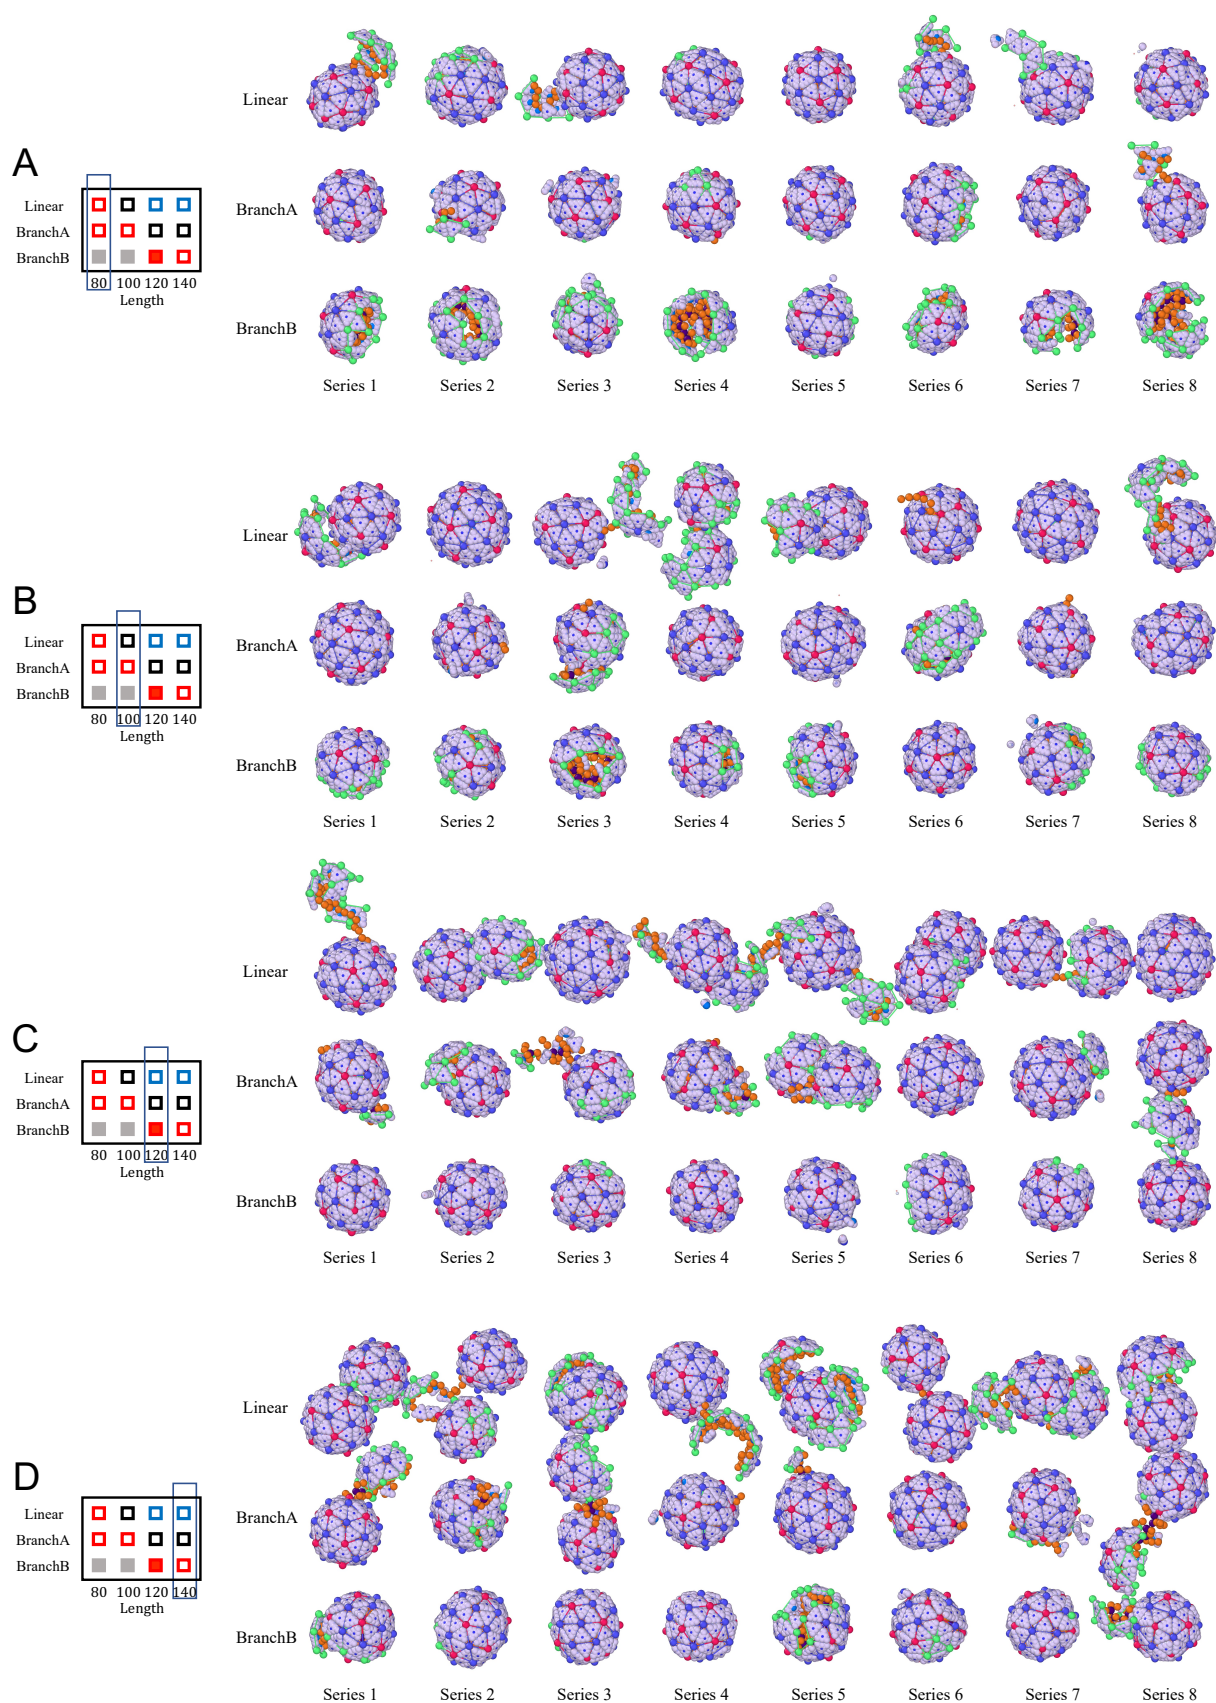 A
Linear
BranchA
BranchB
80 100 120 140
Length
Linear
BranchA
BranchB
Series 1 Series 2 Series 3 Series 4 Series 5 Series 6 Series 7 Series 8
B
Linear
BranchA
BranchB
80 100 120 140
Length
Linear
BranchA
BranchB
Series 1 Series 2 Series 3 Series 4 Series 5 Series 6 Series 7 Series 8
C
Linear
BranchA
BranchB
80 100 120 140
Length
Linear
BranchA
BranchB
Series 1 Series 2 Series 3 Series 4 Series 5 Series 6 Series 7 Series 8
D
Linear
BranchA
BranchB
80 100 120 140
Length
Linear
BranchA
BranchB
Series 1 Series 2 Series 3 Series 4 Series 5 Series 6 Series 7 Series 8